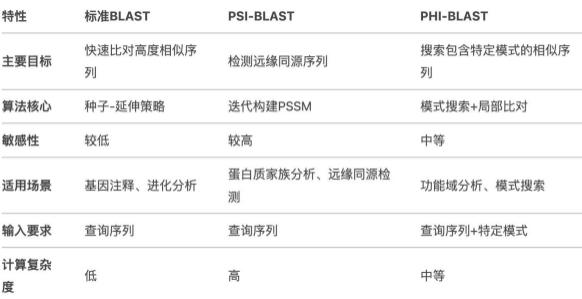 特性 标准BLAST PSI-BLAST PHI-BLAST
主要目标 快速比对高度相似序列 检测远缘同源序列 搜索包含特定模式的相似序列
算法核心 种子-延伸策略 迭代构建PSSM 模式搜索+局部比对
敏感性 较低 较高 中等
适用场景 基因注释、进化分析 蛋白质家族分析、远缘同源检测 功能域分析、模式搜索
输入要求 查询序列 查询序列 查询序列+特定模式
计算复杂度 低 高 中等